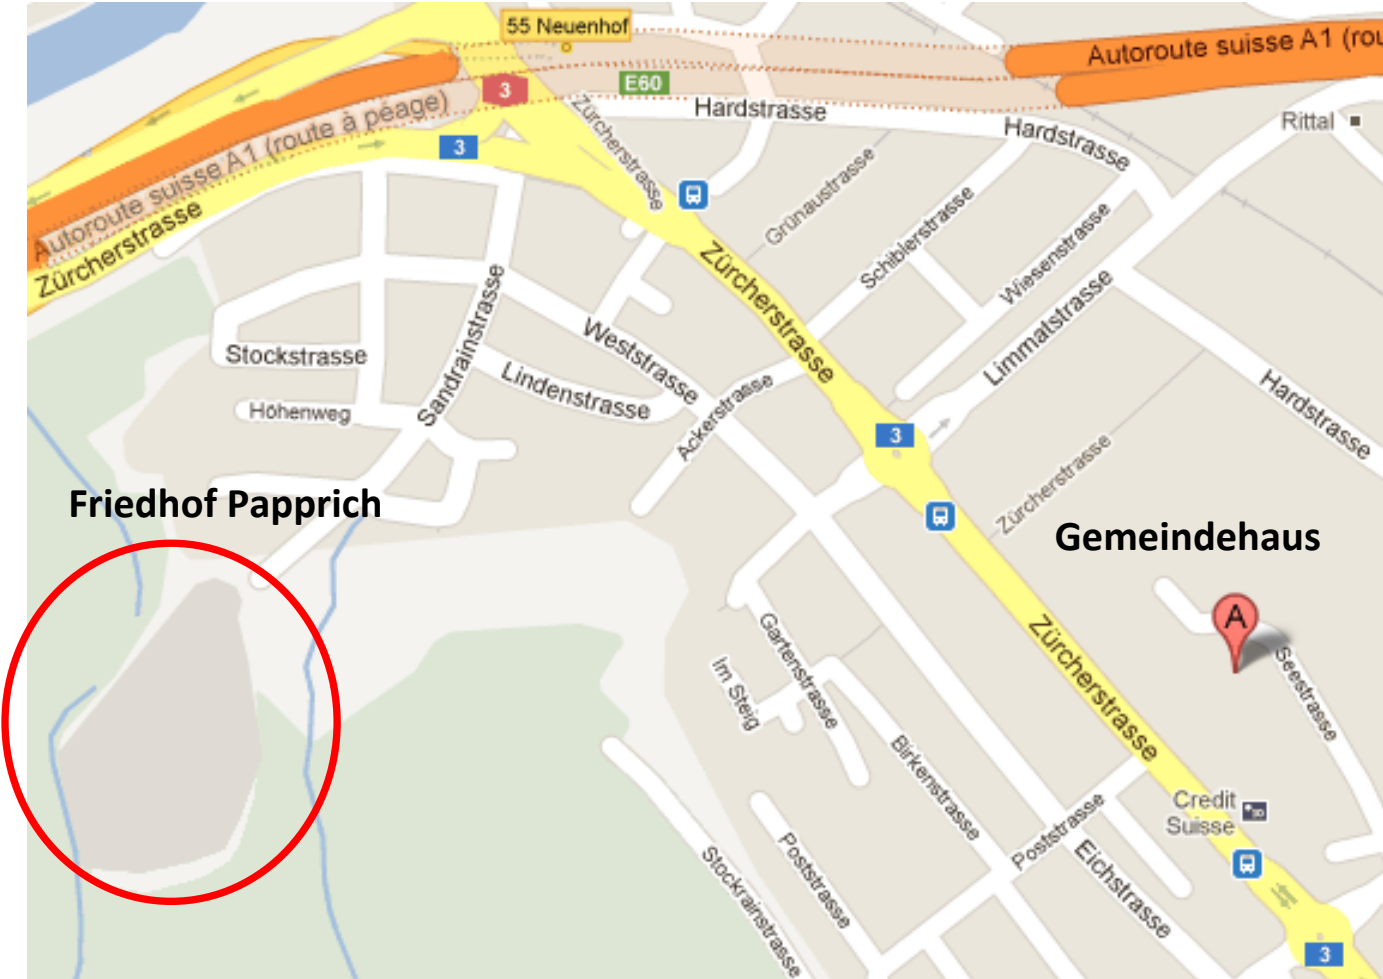 55 Neuenhof
Autoroute suisse A1 (rou
E60
3
Hardstrasse
Zürcherstrasse
Rittal
Hardstrasse
3
Autoroute suisse A1 (route à péage)
Zürcherstrasse
Grünaustrasse
Schiblerstrasse
Wiesenstrasse
Zürcherstrasse
Limmatstrasse
Sandrainstrasse
Stockstrasse
Weststrasse
Lindenstrasse
Ackerstrasse
Höhenweg
Hardstrasse
3
Zürcherstrasse
Friedhof Papprich
Gemeindehaus
A
Gartenstrasse
Im Steig
Zürcherstrasse
Seestrasse
Birkenstrasse
Credit
Suisse
Poststrasse
Poststrasse
Eichstrasse
Stockrainstrasse
3